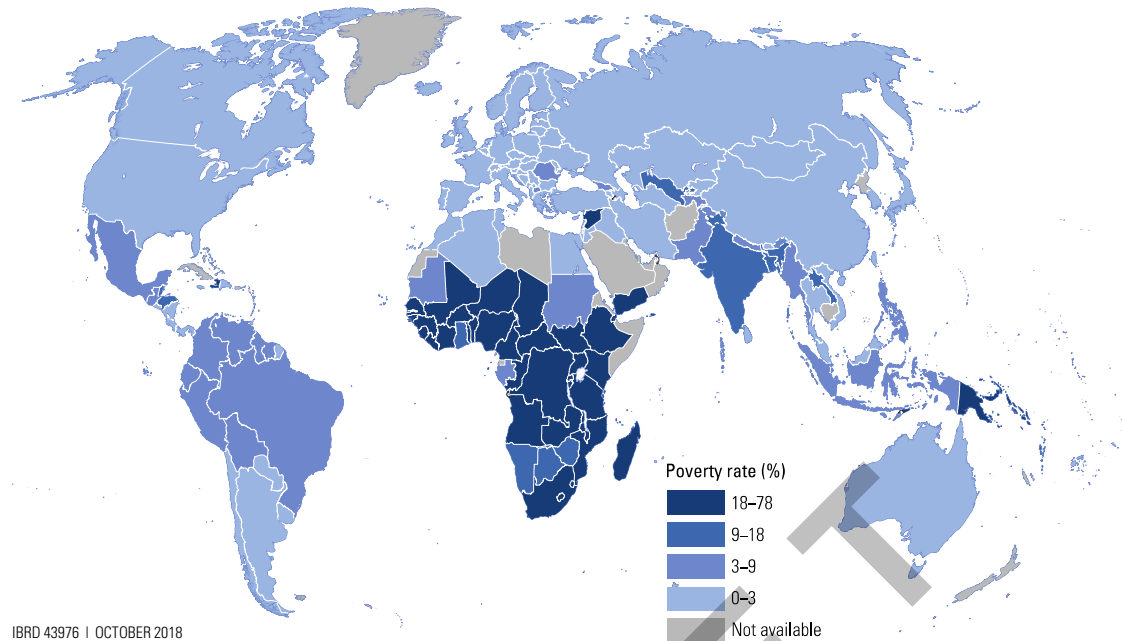 Poverty rate (%)
18–78
9–18
3–9
0–3
Not available
IBRD 43976 | OCTOBER 2018